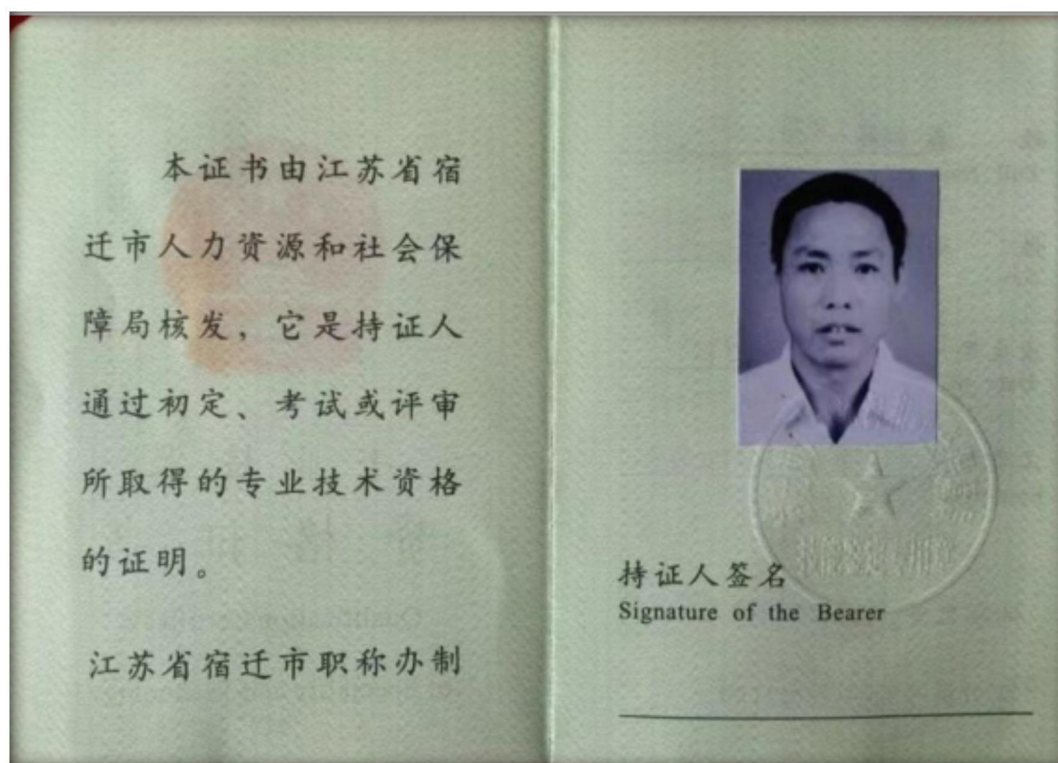 本证书由江苏省宿
迁市人力资源和社会保
障局核发，它是持证人
通过初定、考试或评审
所取得的专业技术资格
的证明。
江苏省宿迁市职称办制
持证人签名
Signature of the Bearer